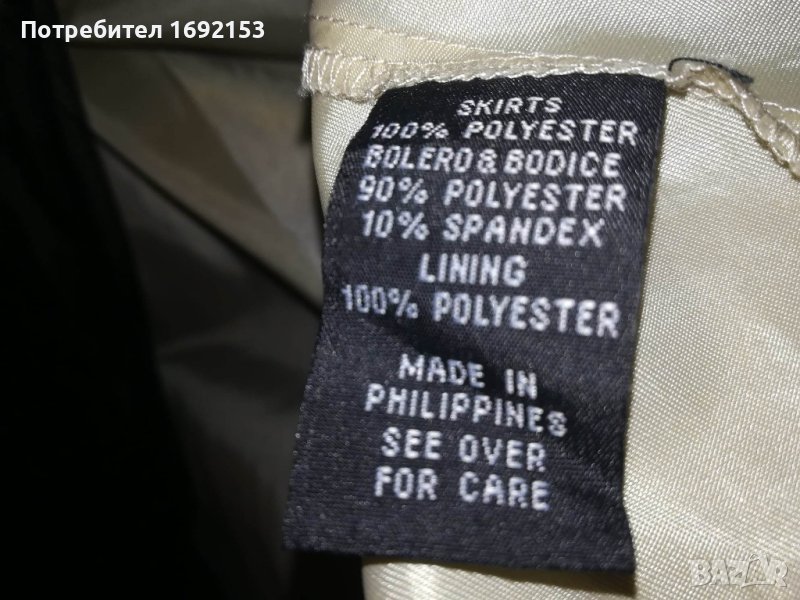 Потребител 1692153
SKIRTS
100% POLYESTER
BOLERO & BODICE
90% POLYESTER
10% SPANDEX
LINING
100% POLYESTER
MADE IN
PHILIPPINES
SEE OVER
FOR CARE
BAZAR